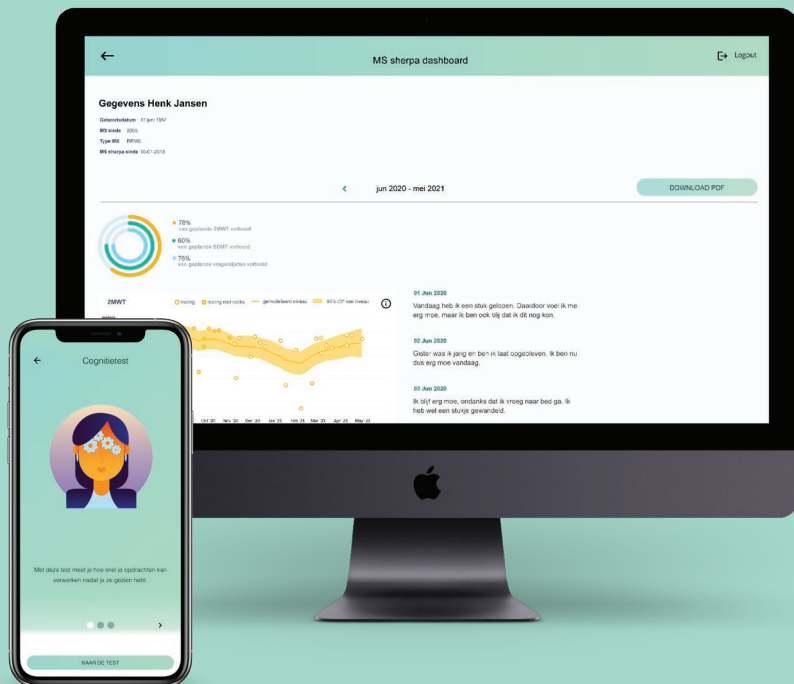 MS sherpa dashboard
Logout
Gegevens Henk Jansen
Geboortedatum 17 juni 1967
MS sinds 2005
Type MS RRMS
MS sherpa sinds 10-01-2018
jun 2020 - mei 2021
DOWNLOAD PDF
78%
van geplande 2MWT voltooid
60%
van geplande SDMT voltooid
78%
van geplande vragenlijsten voltooid
2MWT
meting
meting met notitie
gemodelleerd niveau
90% CI* van niveau
Oct '20 Nov '20 Dec '20 Jan '21 Feb '21 Mar '21 Apr '21 May '21
01 Jun 2020
Vandaag heb ik een stuk gelopen. Daardoor voel ik me
erg moe, maar ik ben ook blij dat ik dit nog kon.
02 Jun 2020
Gister was ik jarig en ben ik laat opgebleven. Ik ben nu
dus erg moe vandaag.
03 Jun 2020
Ik blijf erg moe, ondanks dat ik vroeg naar bed ga. Ik
heb wel een stukje gewandeld.
Cognitietest
Met deze test meet je hoe snel je opdrachten kan
verwerken nadat je ze gezien hebt.
NAAR DE TEST